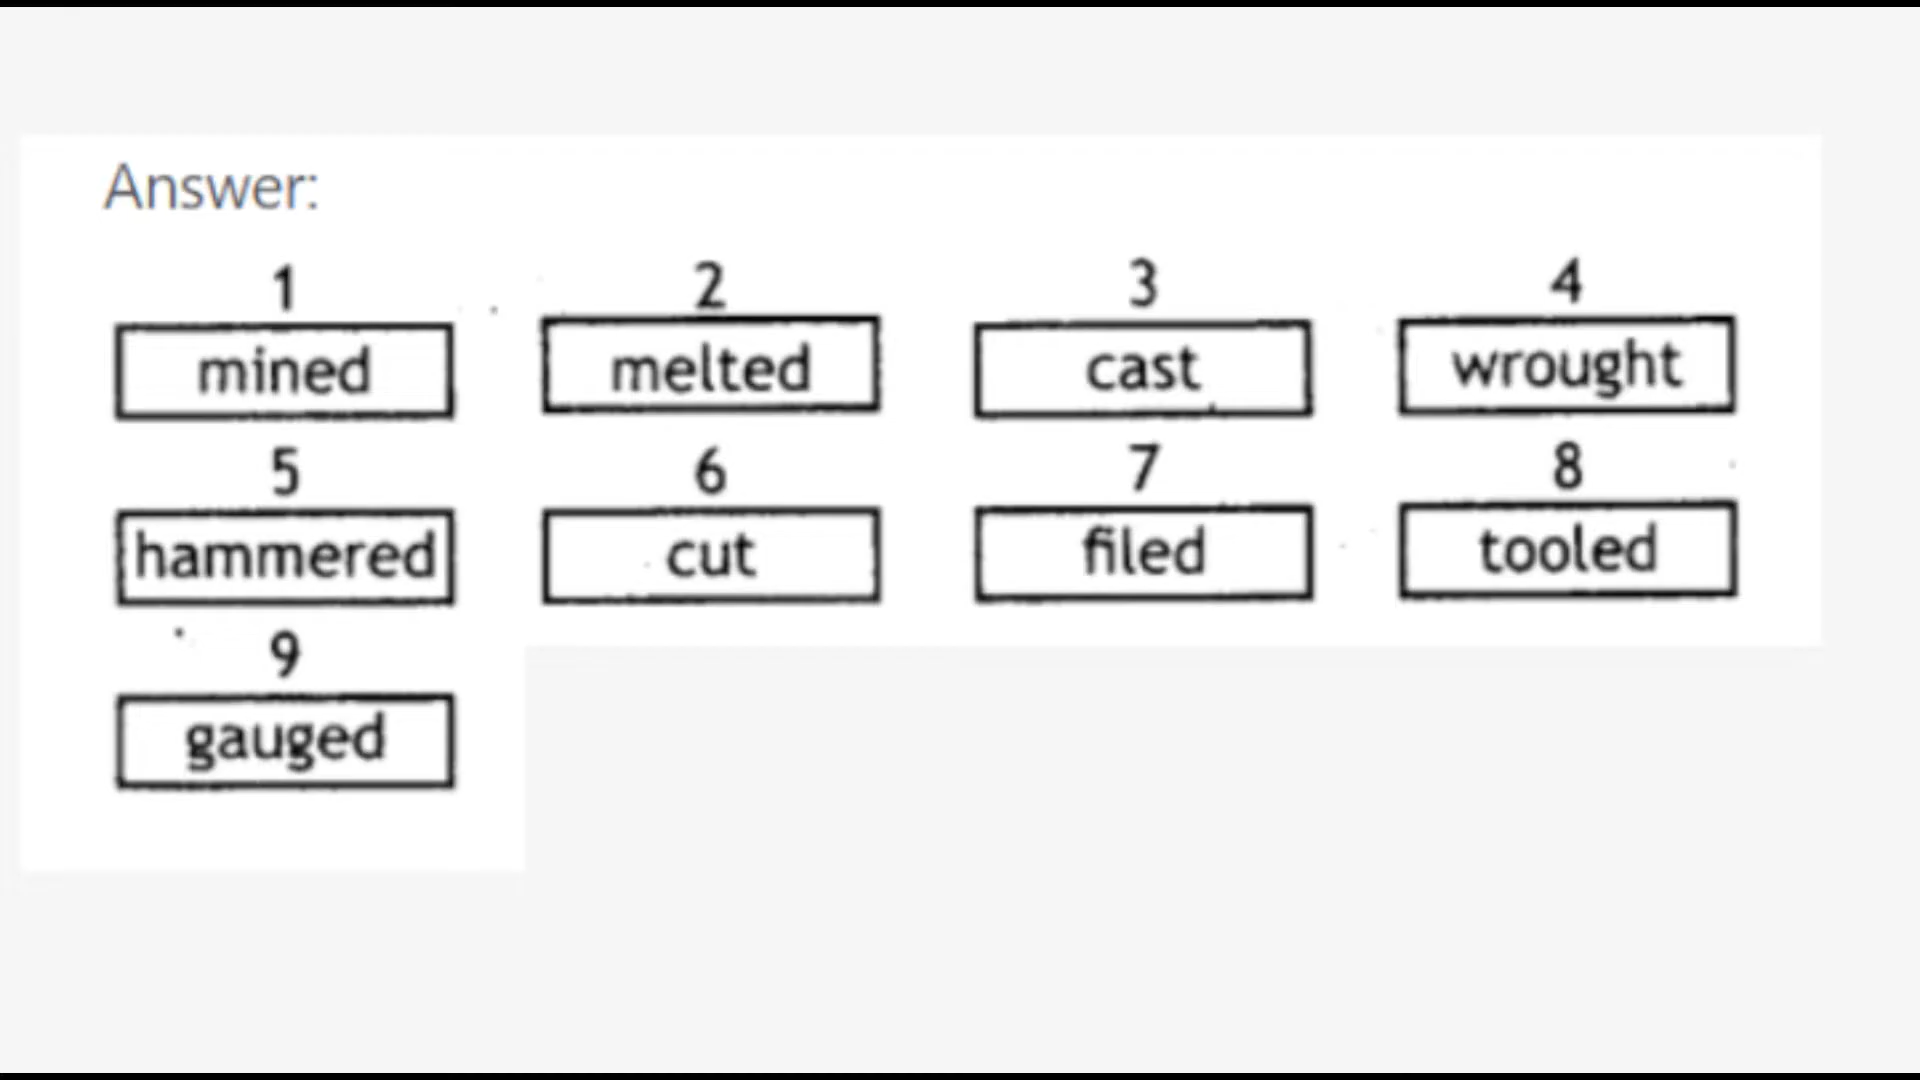 Answer:
1 2 3 4
mined melted cast wrought
5 6 7 8
hammered cut filed tooled
9
gauged